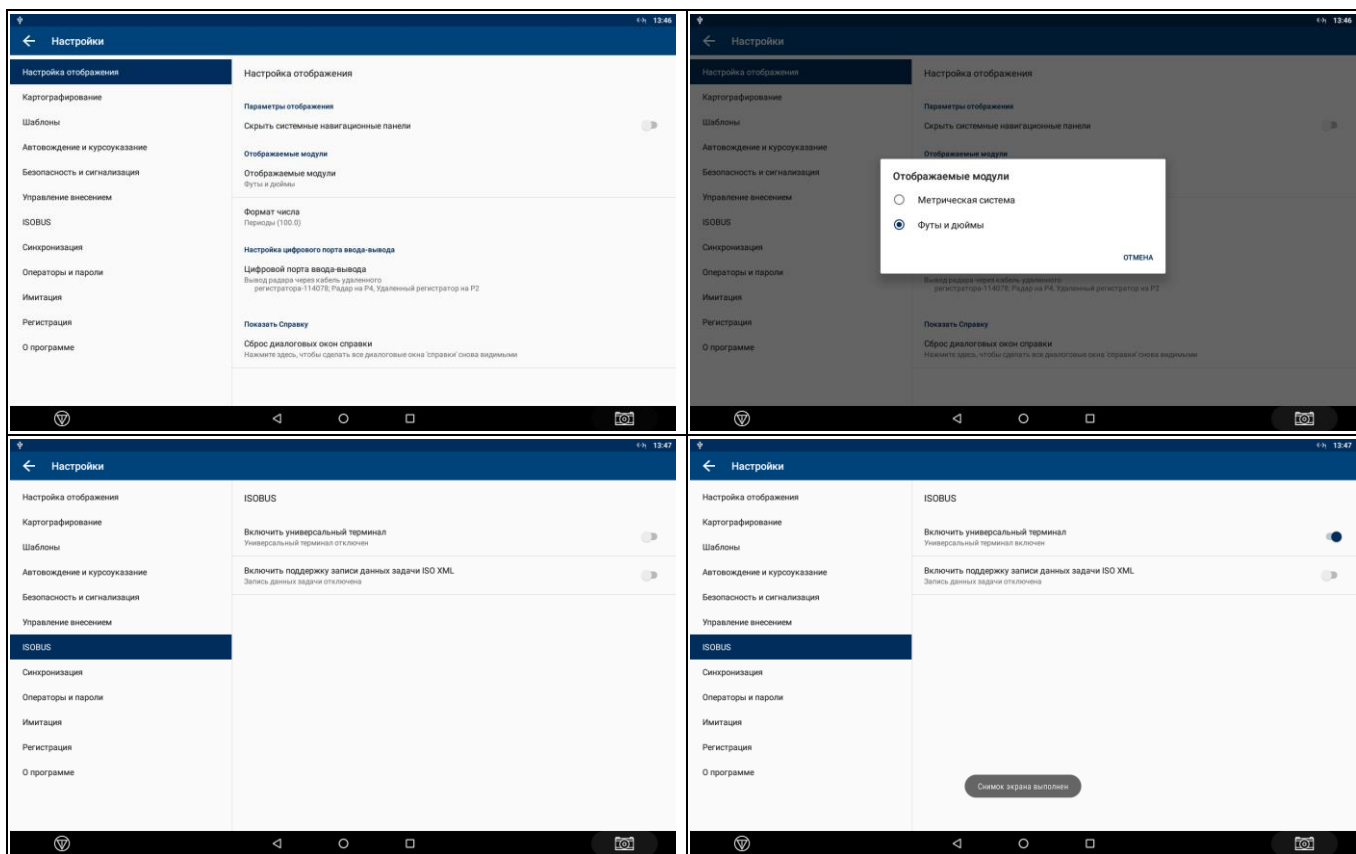 13:46
Настройки
Настройка отображения
Картографирование
Шаблоны
Автовождение и курсоуказание
Безопасность и сигнализация
Управление внесением
ISOBUS
Синхронизация
Операторы и пароли
Имитация
Регистрация
О программе
Настройка отображения
Параметры отображения
Скрыть системные навигационные панели
Отображаемые модули
Отображаемые модули
Футы и дюймы
Формат числа
Периоды (100.0)
Настройка цифрового порта ввода-вывода
Цифровой порта ввода-вывода
Вывод радара через кабель удаленного
регистратора-114078; Радар на P4, Удаленный регистратор на P2
Показать Справку
Сброс диалоговых окон справки
Нажмите здесь, чтобы сделать все диалоговые окна 'справки' снова видимыми
13:46
Настройки
Настройка отображения
Картографирование
Шаблоны
Автовождение и курсоуказание
Безопасность и сигнализация
Управление внесением
ISOBUS
Синхронизация
Операторы и пароли
Имитация
Регистрация
О программе
Настройка отображения
Параметры отображения
Скрыть системные навигационные панели
Отображаемые модули
Отображаемые модули
Метрическая система
Футы и дюймы
ОТМЕНА
Вывод радара через кабель удаленного
регистратора-114078; Радар на P4, Удаленный регистратор на P2
Показать Справку
Сброс диалоговых окон справки
Нажмите здесь, чтобы сделать все диалоговые окна 'справки' снова видимыми
13:47
Настройки
Настройка отображения
Картографирование
Шаблоны
Автовождение и курсоуказание
Безопасность и сигнализация
Управление внесением
ISOBUS
Синхронизация
Операторы и пароли
Имитация
Регистрация
О программе
ISOBUS
Включить универсальный терминал
Универсальный терминал отключен
Включить поддержку записи данных задачи ISO XML
Запись данных задачи отключена
13:47
Настройки
Настройка отображения
Картографирование
Шаблоны
Автовождение и курсоуказание
Безопасность и сигнализация
Управление внесением
ISOBUS
Синхронизация
Операторы и пароли
Имитация
Регистрация
О программе
ISOBUS
Включить универсальный терминал
Универсальный терминал включен
Включить поддержку записи данных задачи ISO XML
Запись данных задачи отключена
Снимок экрана выполнен